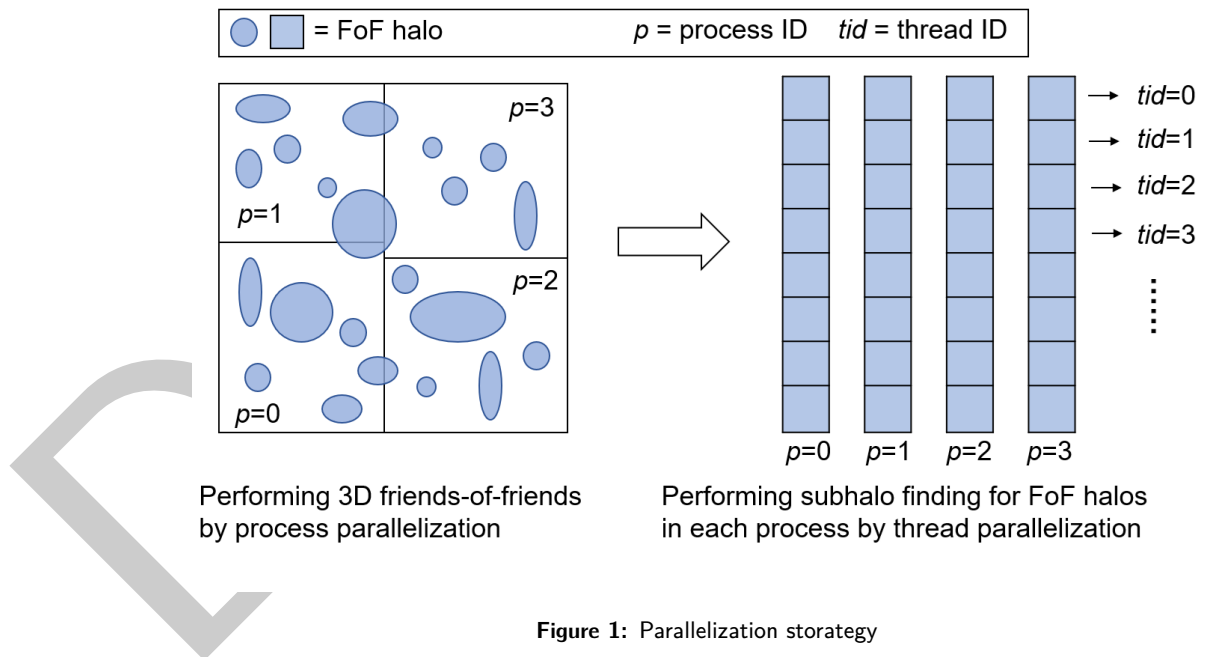 = FoF halo p = process ID tid = thread ID
p=3
p=1
p=2
p=0
tid=0
tid=1
tid=2
tid=3
p=0 p=1 p=2 p=3
Performing 3D friends-of-friends
by process parallelization
Performing subhalo finding for FoF halos
in each process by thread parallelization
Figure 1: Parallelization storategy